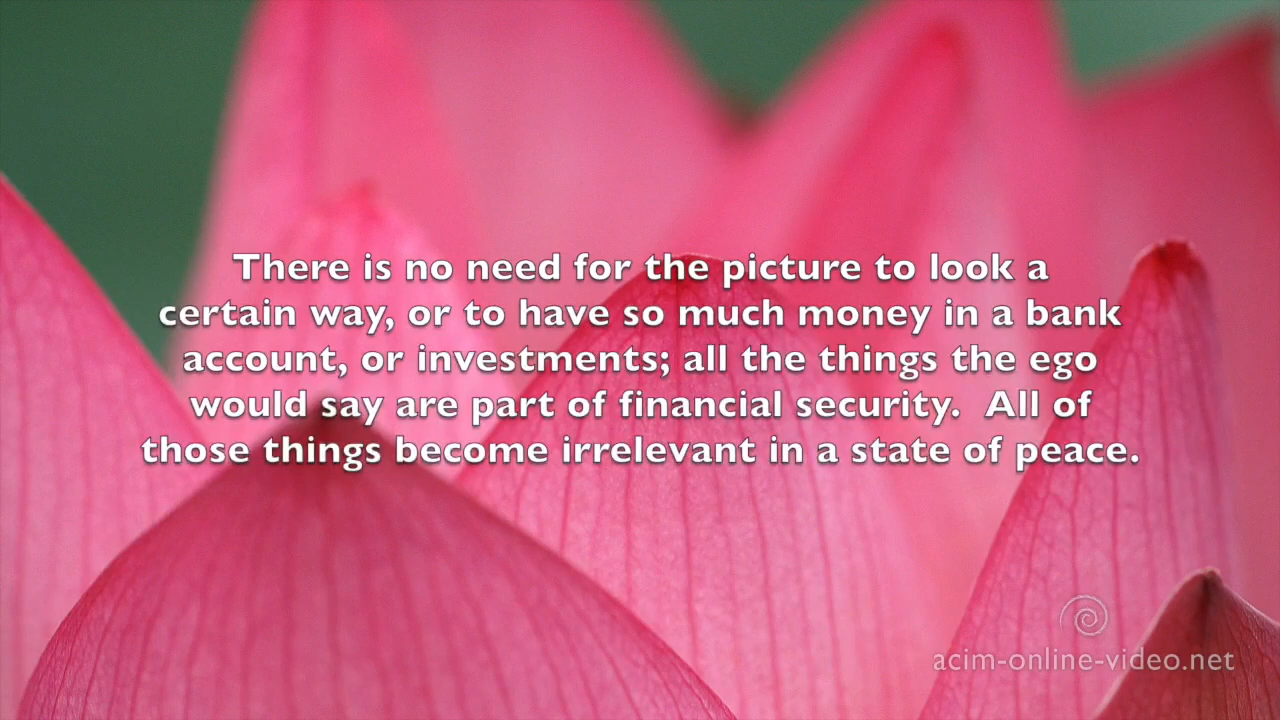 There is no need for the picture to look a
certain way, or to have so much money in a bank
account, or investments; all the things the ego
would say are part of financial security.  All of
those things become irrelevant in a state of peace.
acim-online-video.net